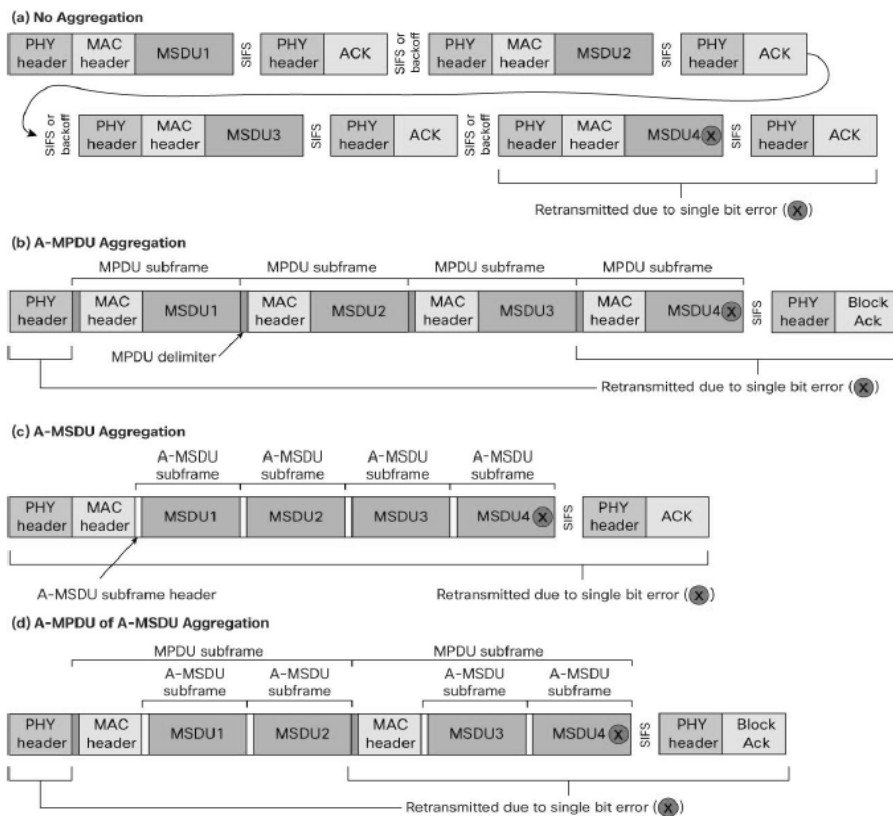 (a) No Aggregation
PHY header MAC header MSDU1 SIFS PHY header ACK SIFS or backoff PHY header MAC header MSDU2 SIFS PHY header ACK
SIFS or backoff PHY header MAC header MSDU3 SIFS PHY header ACK SIFS or backoff PHY header MAC header MSDU4 X SIFS PHY header ACK
Retransmitted due to single bit error (X)
(b) A-MPDU Aggregation
MPDU subframe MPDU subframe MPDU subframe MPDU subframe
PHY header MAC header MSDU1 MAC header MSDU2 MAC header MSDU3 MAC header MSDU4 X SIFS PHY header Block Ack
MPDU delimiter
Retransmitted due to single bit error (X)
(c) A-MSDU Aggregation
A-MSDU subframe A-MSDU subframe A-MSDU subframe A-MSDU subframe
PHY header MAC header MSDU1 MSDU2 MSDU3 MSDU4 X SIFS PHY header ACK
A-MSDU subframe header
Retransmitted due to single bit error (X)
(d) A-MPDU of A-MSDU Aggregation
MPDU subframe MPDU subframe
A-MSDU subframe A-MSDU subframe A-MSDU subframe A-MSDU subframe
PHY header MAC header MSDU1 MSDU2 MAC header MSDU3 MSDU4 X SIFS PHY header Block Ack
Retransmitted due to single bit error (X)